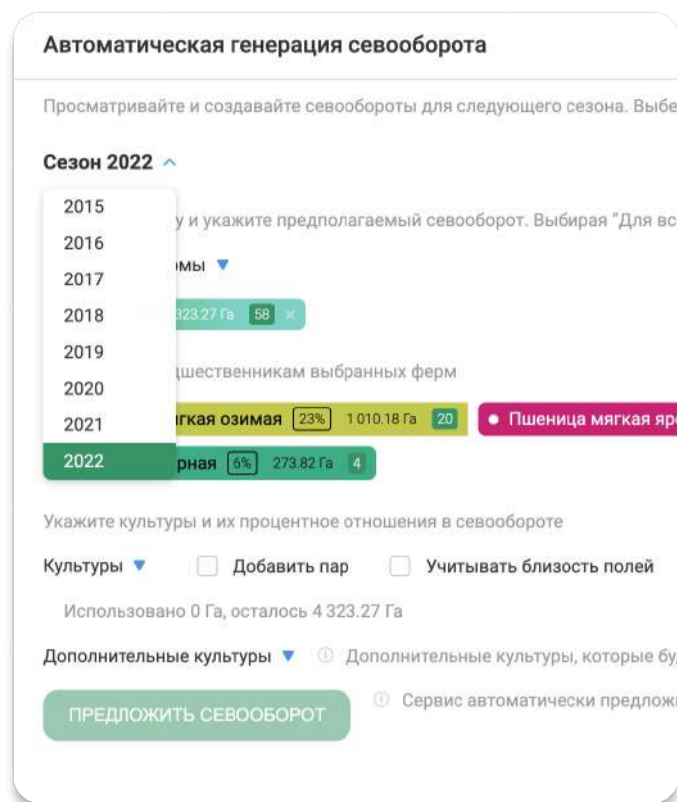 Автоматическая генерация севооборота
Просматривайте и создавайте севообороты для следующего сезона. Выбе
Сезон 2022
2015
у и укажите предполагаемый севооборот. Выбирая "Для вс
2016
мы
2017
2018
323.27 Га 58 ×
2019
дшественникам выбранных ферм
2020
2021
гкая озимая 23% 1 010.18 Га 20 Пшеница мягкая яро
2022
рная 6% 273.82 Га 4
Укажите культуры и их процентное отношения в севообороте
Культуры Добавить пар Учитывать близость полей
Использовано 0 Га, осталось 4 323.27 Га
Дополнительные культуры Дополнительные культуры, которые бу
ПРЕДЛОЖИТЬ СЕВООБОРОТ Сервис автоматически предлож